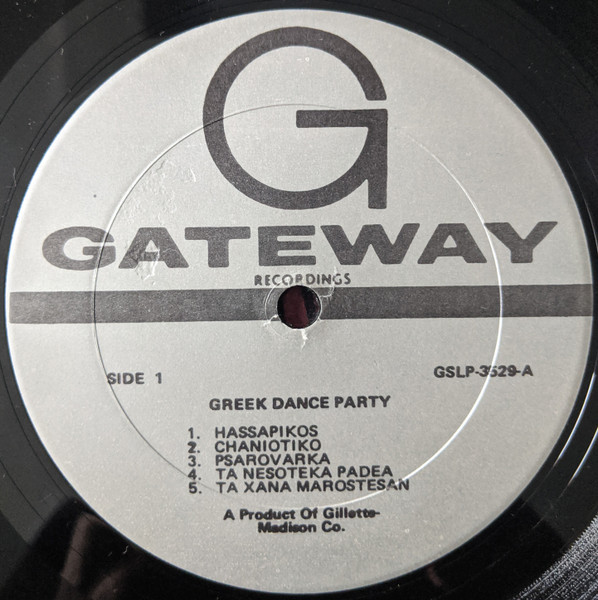 G
GATEWAY
RECORDINGS
SIDE 1
GSLP-3529-A
GREEK DANCE PARTY
1. HASSAPIKOS
2. CHANIOTIKO
3. PSAROVARKA
4. TA NESOTEKA PADEA
5. TA XANA MAROSTESAN
A Product Of Gillette-
Madison Co.